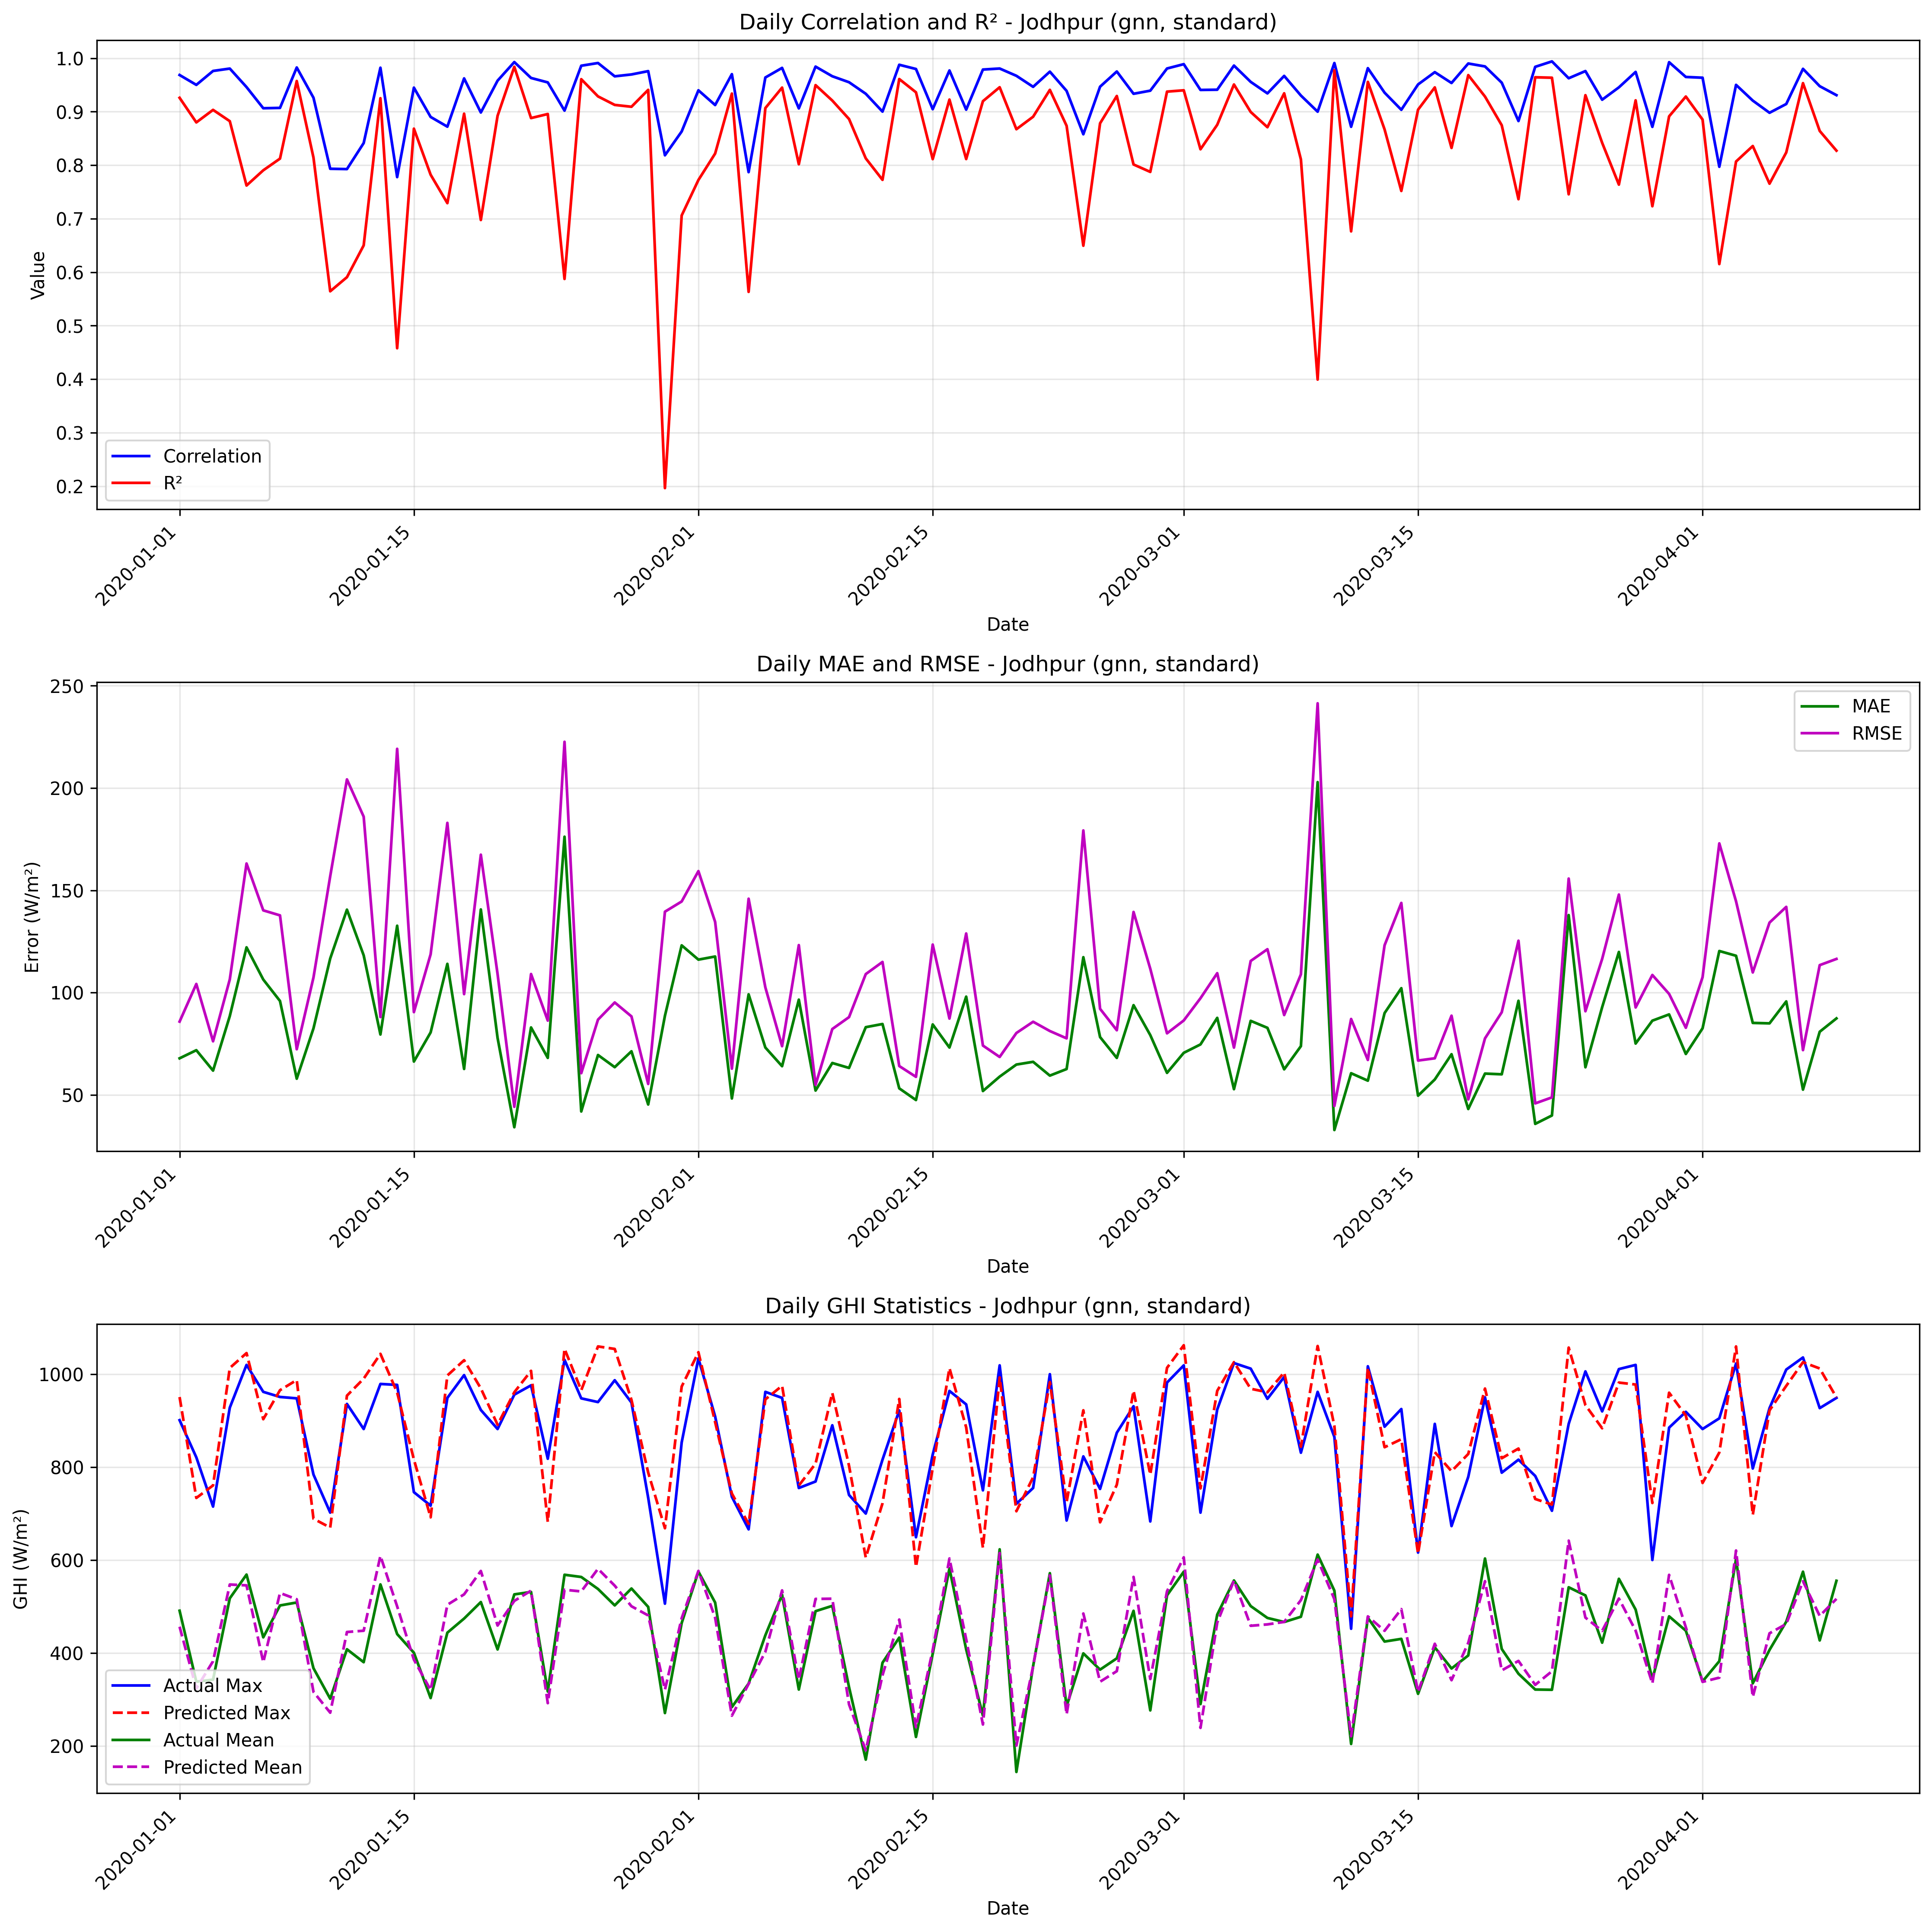 Daily Correlation and R² - Jodhpur (gnn, standard)
1.0
0.9
0.8
0.7
0.6
0.5
0.4
0.3
0.2
Value
Correlation
R²
2020-01-01
2020-01-15
2020-02-01
2020-02-15
2020-03-01
2020-03-15
2020-04-01
Date
Daily MAE and RMSE - Jodhpur (gnn, standard)
250
200
150
100
50
Error (W/m²)
MAE
RMSE
2020-01-01
2020-01-15
2020-02-01
2020-02-15
2020-03-01
2020-03-15
2020-04-01
Date
Daily GHI Statistics - Jodhpur (gnn, standard)
1000
800
600
400
200
GHI (W/m²)
Actual Max
Predicted Max
Actual Mean
Predicted Mean
2020-01-01
2020-01-15
2020-02-01
2020-02-15
2020-03-01
2020-03-15
2020-04-01
Date